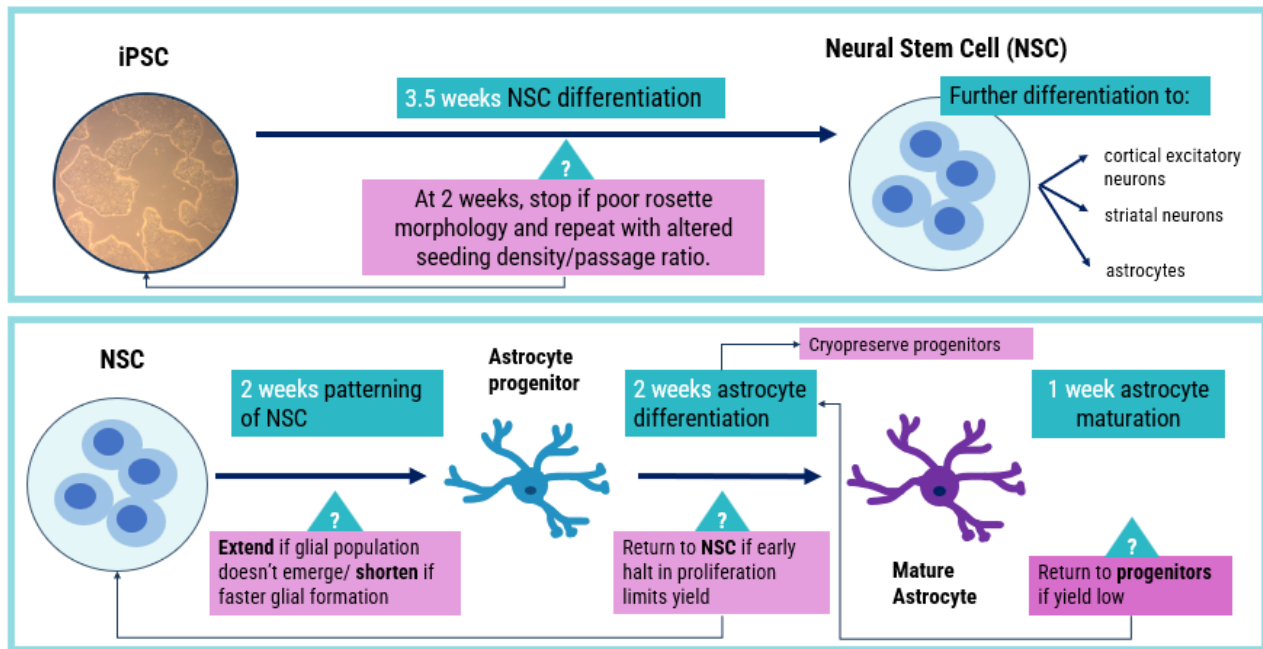 iPSC
3.5 weeks NSC differentiation
?
At 2 weeks, stop if poor rosette
morphology and repeat with altered
seeding density/passage ratio.
Neural Stem Cell (NSC)
Further differentiation to:
cortical excitatory
neurons
striatal neurons
astrocytes
NSC
2 weeks patterning
of NSC
?
Extend if glial population
doesn't emerge/ shorten if
faster glial formation
Astrocyte
progenitor
Cryopreserve progenitors
2 weeks astrocyte
differentiation
?
Return to NSC if early
halt in proliferation
limits yield
Mature
Astrocyte
1 week astrocyte
maturation
?
Return to progenitors
if yield low